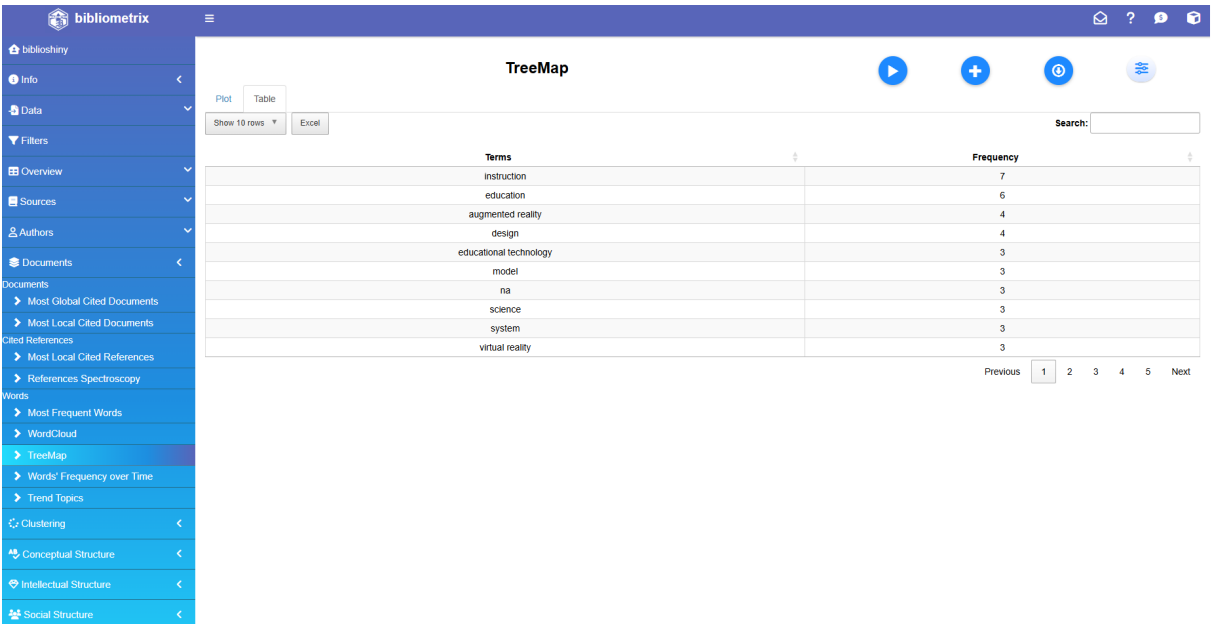 bibliometrix
biblioshiny
Info
Data
Filters
Overview
Sources
Authors
Documents
Documents
Most Global Cited Documents
Most Local Cited Documents
Cited References
Most Local Cited References
References Spectroscopy
Words
Most Frequent Words
WordCloud
TreeMap
Words' Frequency over Time
Trend Topics
Clustering
Conceptual Structure
Intellectual Structure
Social Structure
TreeMap
Plot Table
Show 10 rows Excel Search:
Terms Frequency
instruction 7
education 6
augmented reality 4
design 4
educational technology 3
model 3
na 3
science 3
system 3
virtual reality 3
Previous 1 2 3 4 5 Next